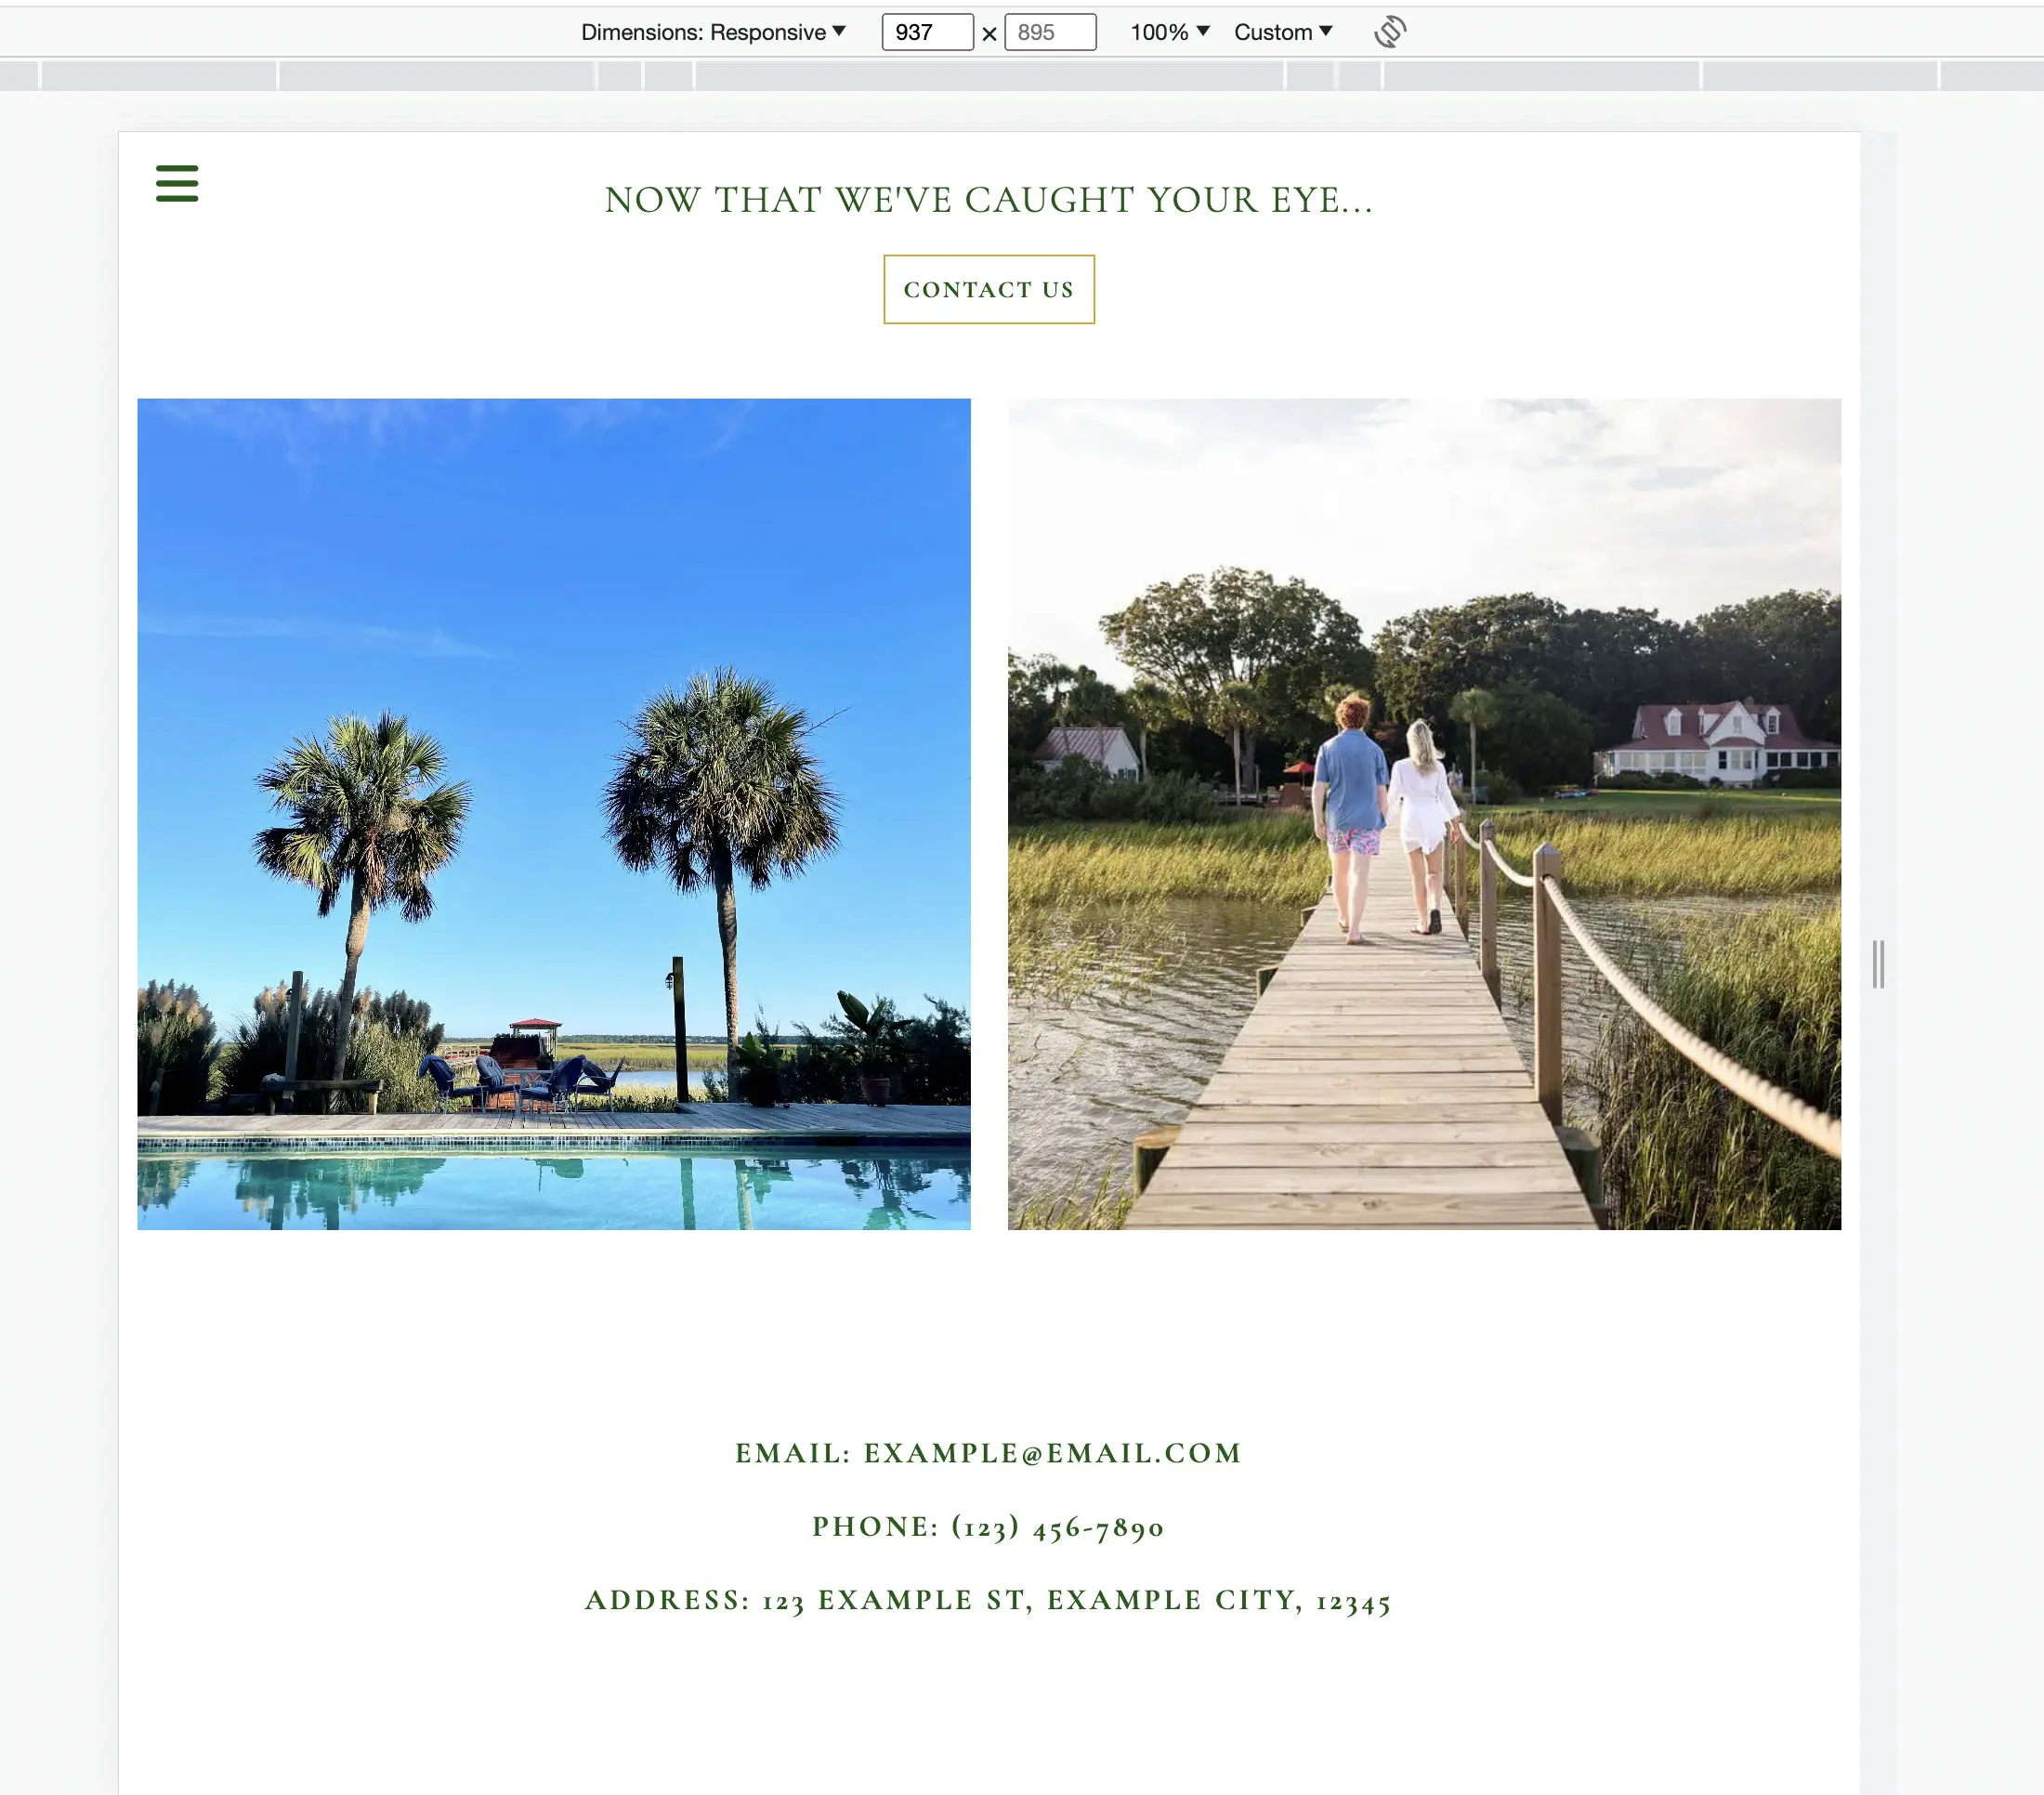 Dimensions: Responsive ▼ 937 × 895 100% ▼ Custom ▼
NOW THAT WE'VE CAUGHT YOUR EYE...
CONTACT US
EMAIL: EXAMPLE@EMAIL.COM
PHONE: (123) 456-7890
ADDRESS: 123 EXAMPLE ST, EXAMPLE CITY, 12345